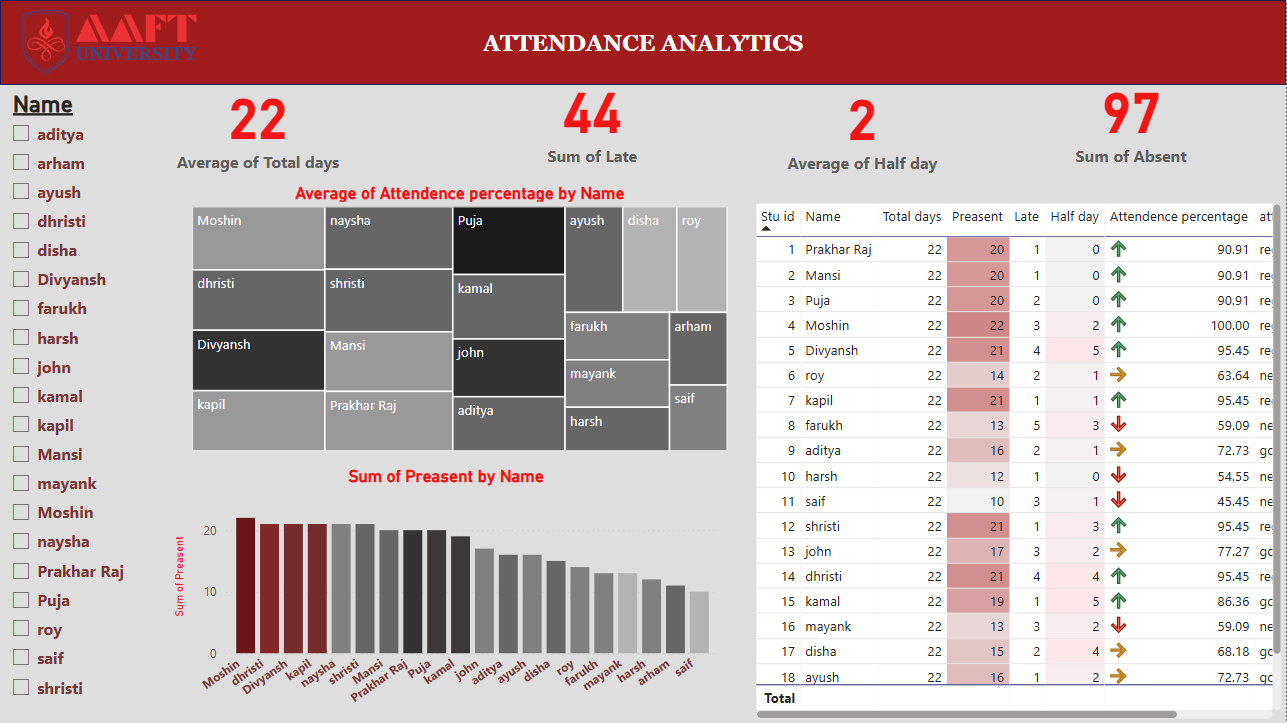 AAFT
UNIVERSITY
ATTENDANCE ANALYTICS
Name
aditya
arham
ayush
dhristi
disha
Divyansh
farukh
harsh
john
kamal
kapil
Mansi
mayank
Moshin
naysha
Prakhar Raj
Puja
roy
saif
shristi
22
Average of Total days
44
Sum of Late
2
Average of Half day
97
Sum of Absent
Average of Attendence percentage by Name
Moshin
dhristi
Divyansh
kapil
naysha
shristi
Mansi
Prakhar Raj
Puja
kamal
john
aditya
ayush
disha
roy
farukh
mayank
harsh
arham
saif
Sum of Preasent by Name
Sum of Preasent
20
10
0
Moshin
dhristi
Divyansh
kapil
naysha
shristi
Mansi
Prakhar Raj
Puja
kamal
john
aditya
ayush
disha
roy
farukh
mayank
harsh
arham
saif
Stu id Name Total days Preasent Late Half day Attendence percentage att
1 Prakhar Raj 22 20 1 0 90.91 re
2 Mansi 22 20 1 0 90.91 re
3 Puja 22 20 2 0 90.91 re
4 Moshin 22 22 3 2 100.00 re
5 Divyansh 22 21 4 5 95.45 re
6 roy 22 14 2 1 63.64 ne
7 kapil 22 21 1 1 95.45 re
8 farukh 22 13 5 3 59.09 ne
9 aditya 22 16 2 1 72.73 go
10 harsh 22 12 1 0 54.55 ne
11 saif 22 10 3 1 45.45 ne
12 shristi 22 21 1 3 95.45 re
13 john 22 17 3 2 77.27 go
14 dhristi 22 21 4 4 95.45 re
15 kamal 22 19 1 5 86.36 go
16 mayank 22 13 3 2 59.09 ne
17 disha 22 15 2 4 68.18 go
18 ayush 22 16 1 2 72.73 go
Total